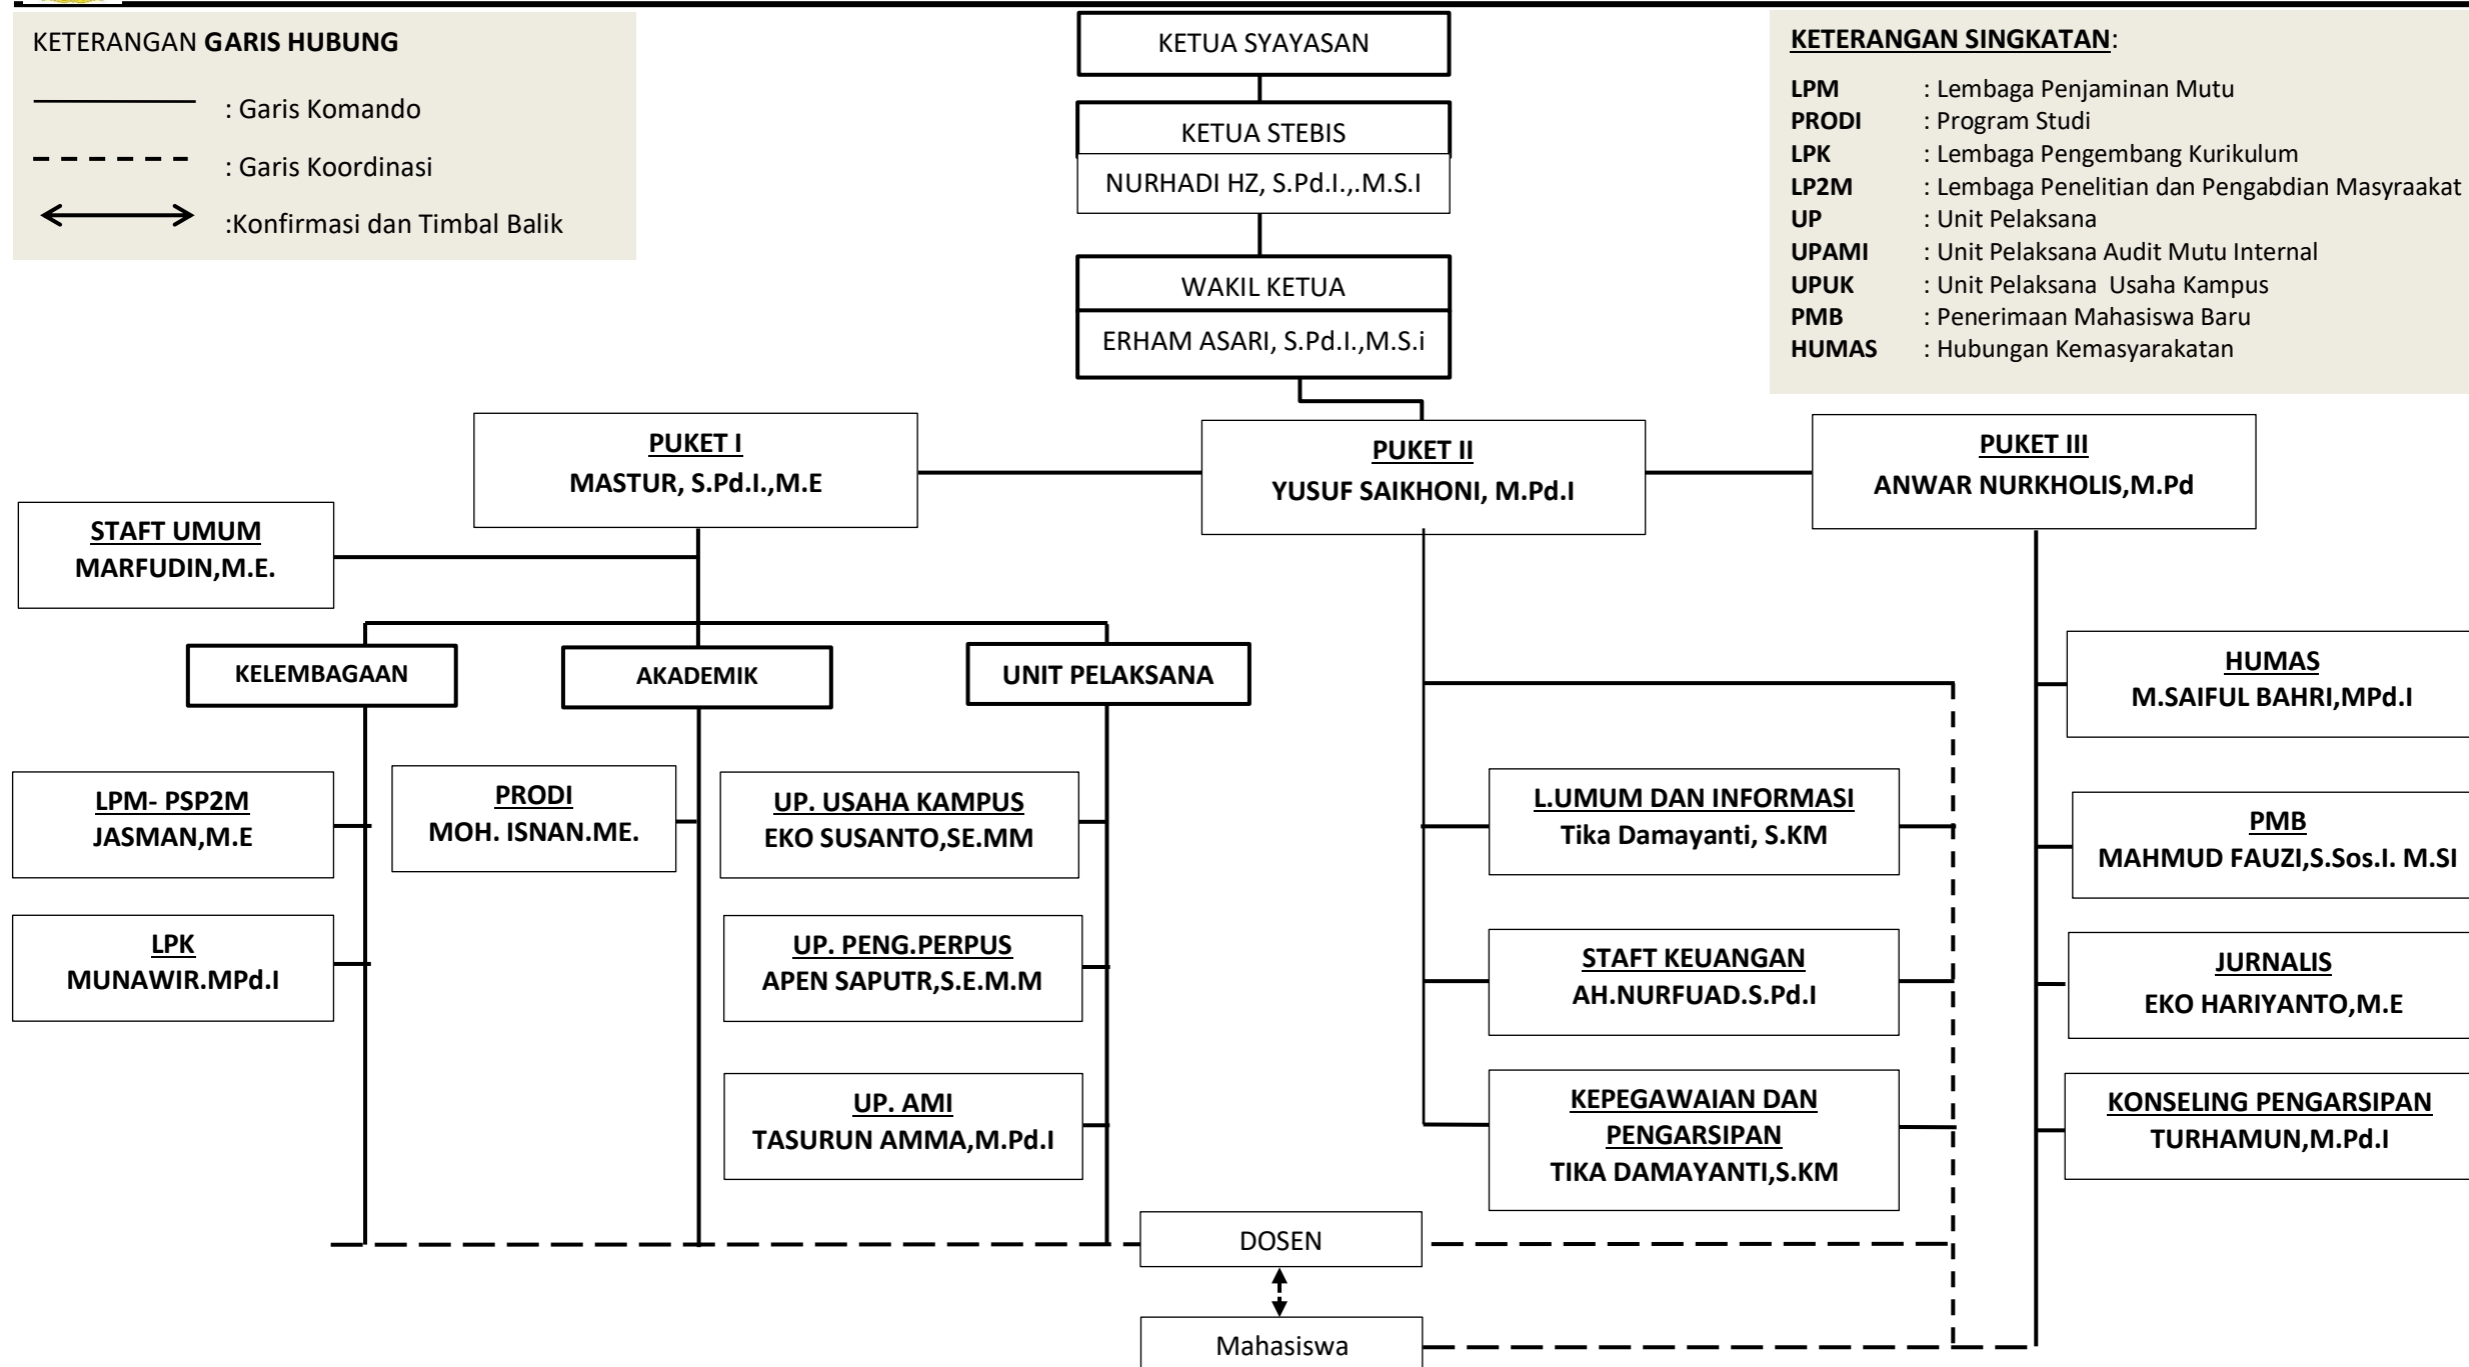 KETERANGAN GARIS HUBUNG
: Garis Komando
: Garis Koordinasi
:Konfirmasi dan Timbal Balik
KETUA SYAYASAN
KETUA STEBIS
NURHADI HZ, S.Pd.I.,.M.S.I
WAKIL KETUA
ERHAM ASARI, S.Pd.I.,M.S.i
KETERANGAN SINGKATAN:
LPM : Lembaga Penjaminan Mutu
PRODI : Program Studi
LPK : Lembaga Pengembang Kurikulum
LP2M : Lembaga Penelitian dan Pengabdian Masyraakat
UP : Unit Pelaksana
UPAMI : Unit Pelaksana Audit Mutu Internal
UPUK : Unit Pelaksana Usaha Kampus
PMB : Penerimaan Mahasiswa Baru
HUMAS : Hubungan Kemasyarakatan
PUKET I
MASTUR, S.Pd.I.,M.E
PUKET II
YUSUF SAIKHONI, M.Pd.I
PUKET III
ANWAR NURKHOLIS,M.Pd
STAFT UMUM
MARFUDIN,M.E.
KELEMBAGAAN
AKADEMIK
UNIT PELAKSANA
LPM- PSP2M
JASMAN,M.E
LPK
MUNAWIR.MPd.I
PRODI
MOH. ISNAN.ME.
UP. USAHA KAMPUS
EKO SUSANTO,SE.MM
UP. PENG.PERPUS
APEN SAPUTR,S.E.M.M
UP. AMI
TASURUN AMMA,M.Pd.I
L.UMUM DAN INFORMASI
Tika Damayanti, S.KM
STAFT KEUANGAN
AH.NURFUAD.S.Pd.I
KEPEGAWAIAN DAN
PENGARSIPAN
TIKA DAMAYANTI,S.KM
HUMAS
M.SAIFUL BAHRI,MPd.I
PMB
MAHMUD FAUZI,S.Sos.I. M.SI
JURNALIS
EKO HARIYANTO,M.E
KONSELING PENGARSIPAN
TURHAMUN,M.Pd.I
DOSEN
Mahasiswa